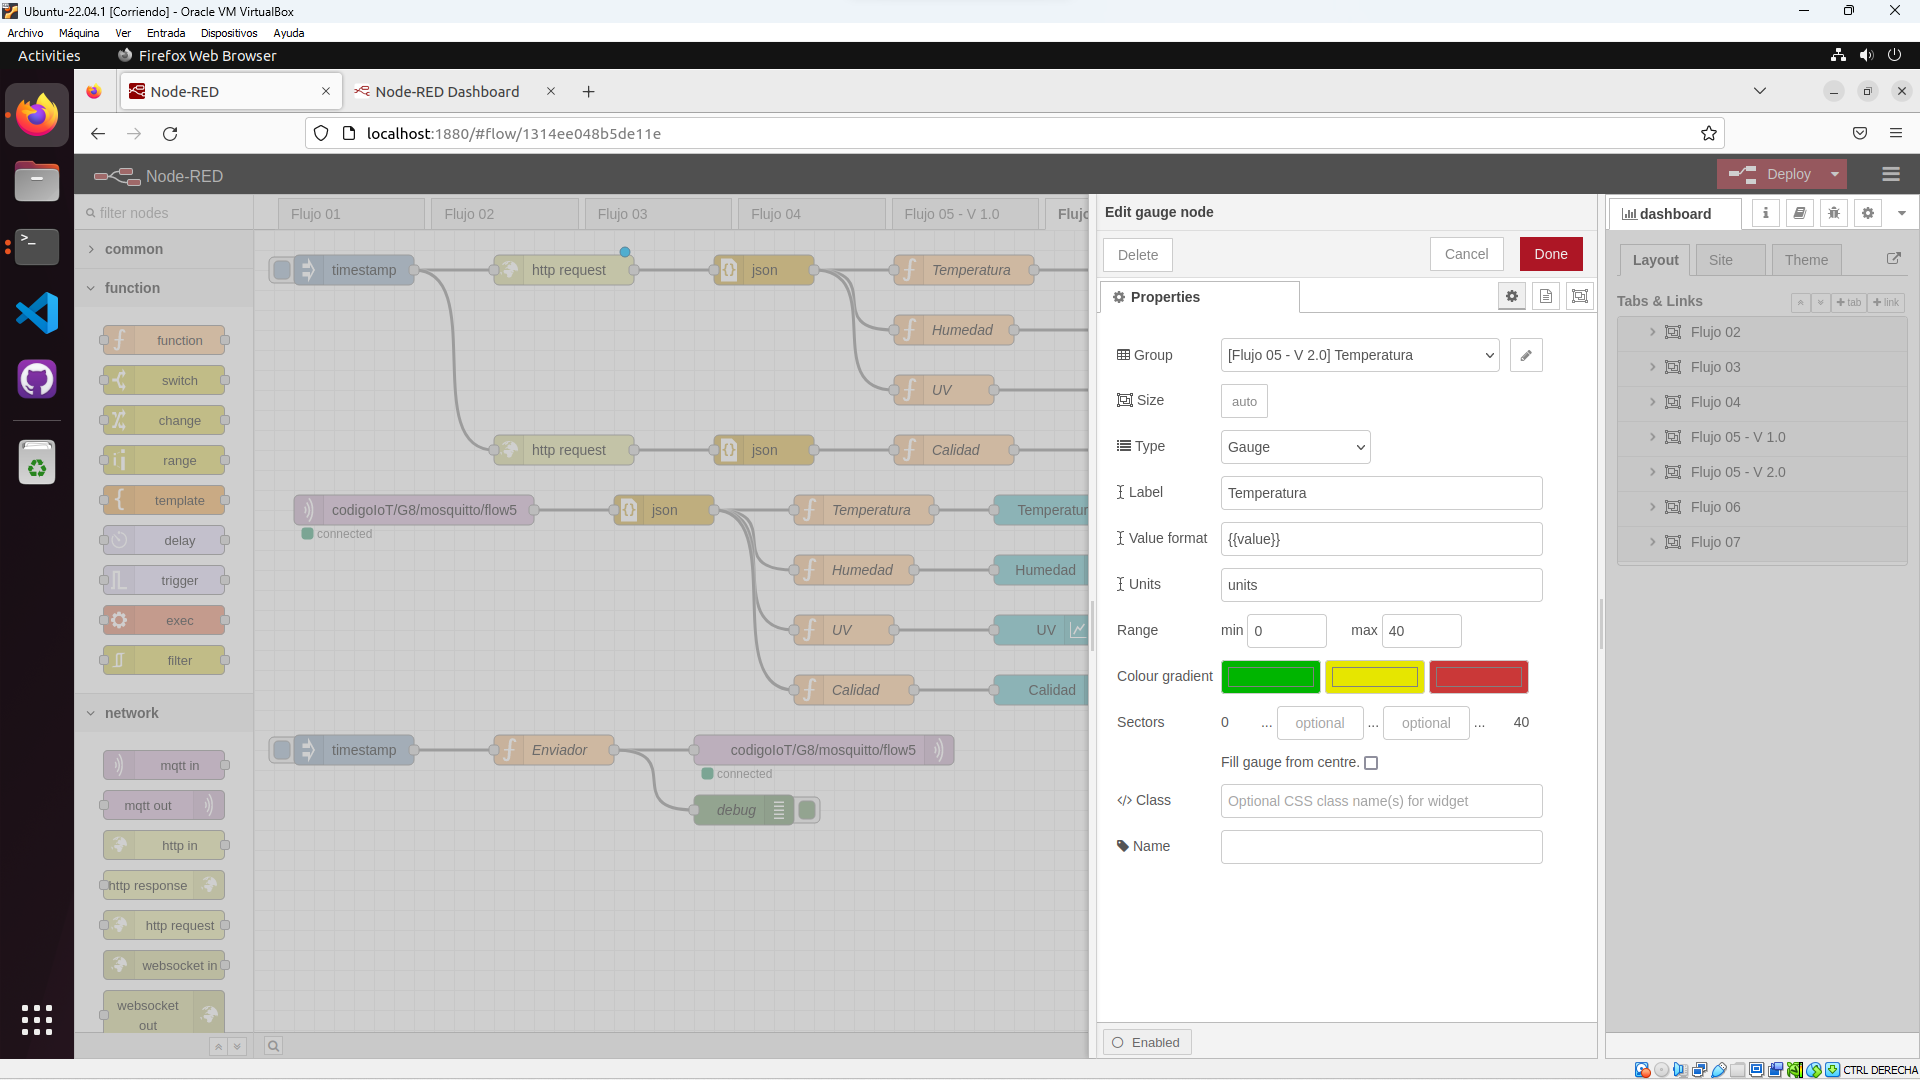 Ubuntu-22.04.1 [Corriendo] - Oracle VM VirtualBox
Archivo Máquina Ver Entrada Dispositivos Ayuda
Activities Firefox Web Browser
Node-RED Node-RED Dashboard
localhost:1880/#flow/1314ee048b5de11e
Node-RED Deploy
filter nodes
common
function
function
switch
change
range
template
delay
trigger
exec
filter
network
mqtt in
mqtt out
http in
http response
http request
websocket in
websocket
out
Flujo 01 Flujo 02 Flujo 03 Flujo 04 Flujo 05 - V 1.0
timestamp http request json Temperatura
Humedad
UV
http request json Calidad
codigoIoT/G8/mosquitto/flow5 json Temperatura
connected
Humedad Humedad
UV UV
Calidad Calidad
timestamp Enviador codigoIoT/G8/mosquitto/flow5
connected
debug
Edit gauge node
Delete Cancel Done
Properties
Group [Flujo 05 - V 2.0] Temperatura
Size auto
Type Gauge
Label Temperatura
Value format {{value}}
Units units
Range min 0 max 40
Colour gradient
Sectors 0 ... optional ... optional ... 40
Fill gauge from centre.
Class Optional CSS class name(s) for widget
Name
Enabled
dashboard
Layout Site Theme
Tabs & Links tab link
Flujo 02
Flujo 03
Flujo 04
Flujo 05 - V 1.0
Flujo 05 - V 2.0
Flujo 06
Flujo 07
CTRL DERECHA